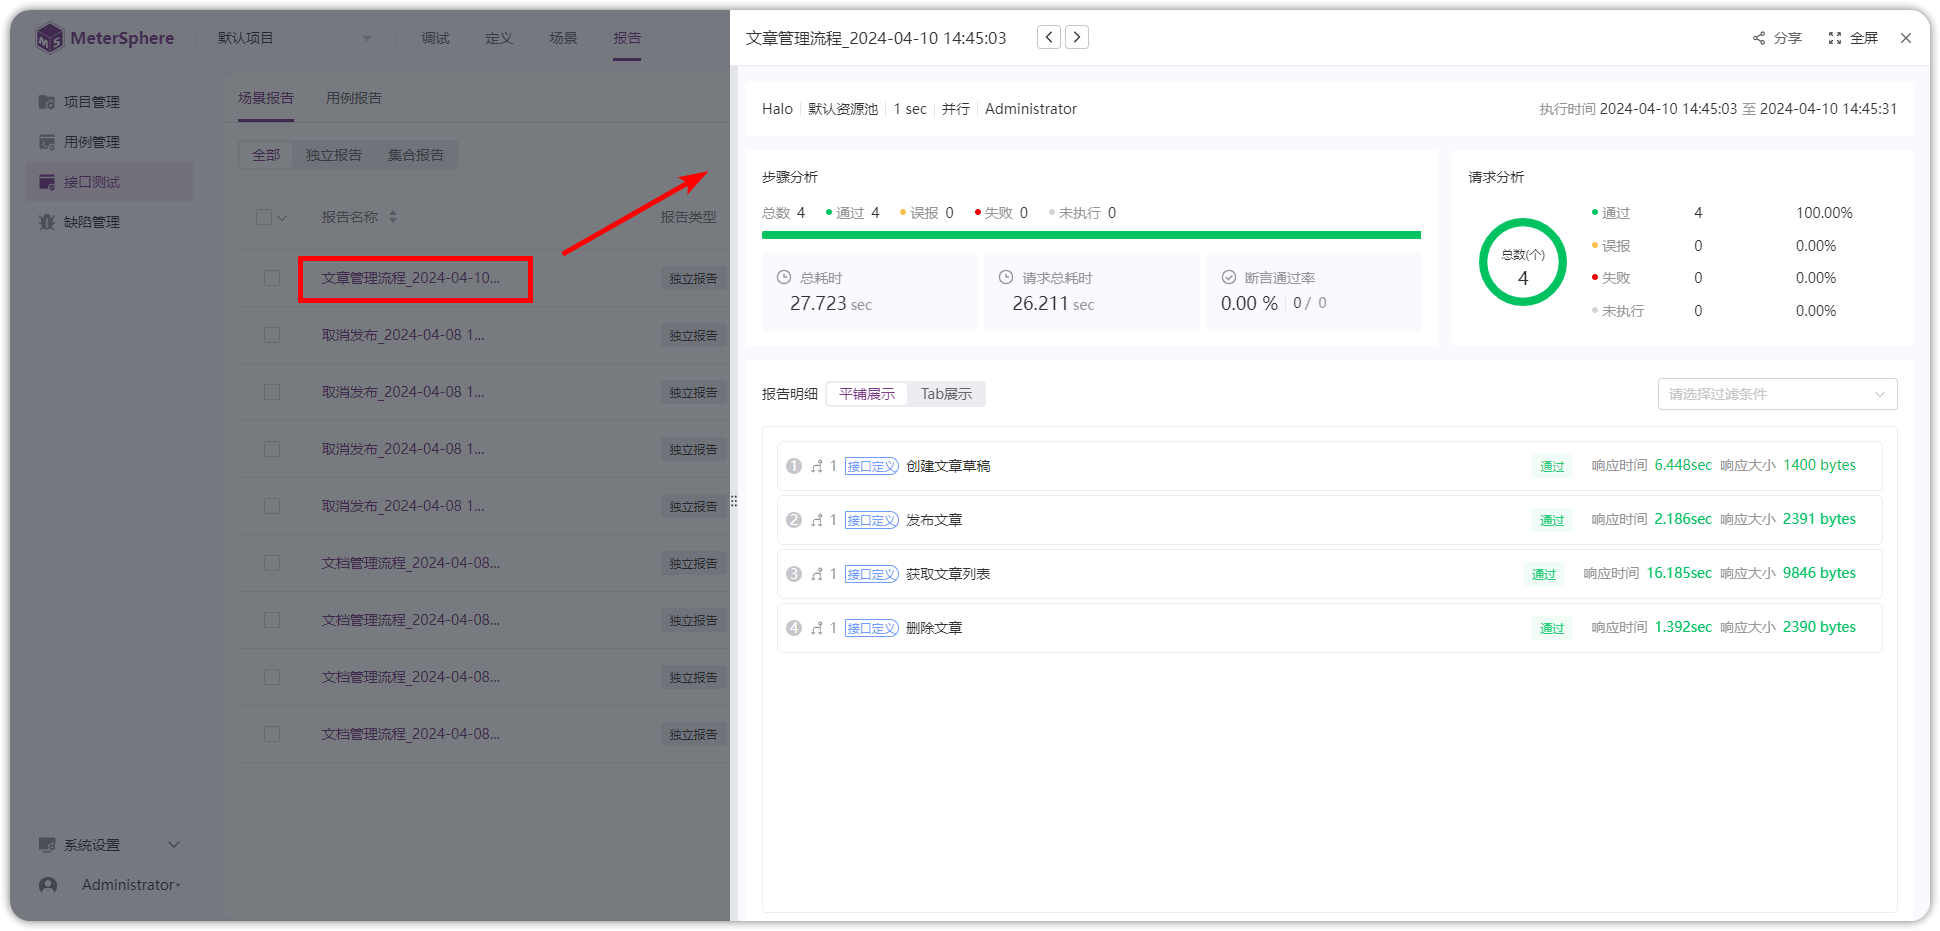 MeterSphere
默认项目
调试
定义
场景
报告
项目管理
用例管理
接口测试
缺陷管理
系统设置
Administrator
场景报告
用例报告
全部
独立报告
集合报告
报告名称
报告类型
文章管理流程_2024-04-10...
独立报告
取消发布_2024-04-08 1...
独立报告
取消发布_2024-04-08 1...
独立报告
取消发布_2024-04-08 1...
独立报告
取消发布_2024-04-08 1...
独立报告
文档管理流程_2024-04-08...
独立报告
文档管理流程_2024-04-08...
独立报告
文档管理流程_2024-04-08...
独立报告
文档管理流程_2024-04-08...
独立报告
文章管理流程_2024-04-10 14:45:03
分享
全屏
Halo 默认资源池 1 sec 并行 Administrator
执行时间 2024-04-10 14:45:03 至 2024-04-10 14:45:31
步骤分析
总数 4 通过 4 误报 0 失败 0 未执行 0
总耗时
27.723 sec
请求总耗时
26.211 sec
断言通过率
0.00 % 0 / 0
请求分析
总数(个)
4
通过 4 100.00%
误报 0 0.00%
失败 0 0.00%
未执行 0 0.00%
报告明细
平铺展示
Tab展示
请选择过滤条件
1 1 接口定义 创建文章草稿 通过 响应时间 6.448sec 响应大小 1400 bytes
2 1 接口定义 发布文章 通过 响应时间 2.186sec 响应大小 2391 bytes
3 1 接口定义 获取文章列表 通过 响应时间 16.185sec 响应大小 9846 bytes
4 1 接口定义 删除文章 通过 响应时间 1.392sec 响应大小 2390 bytes